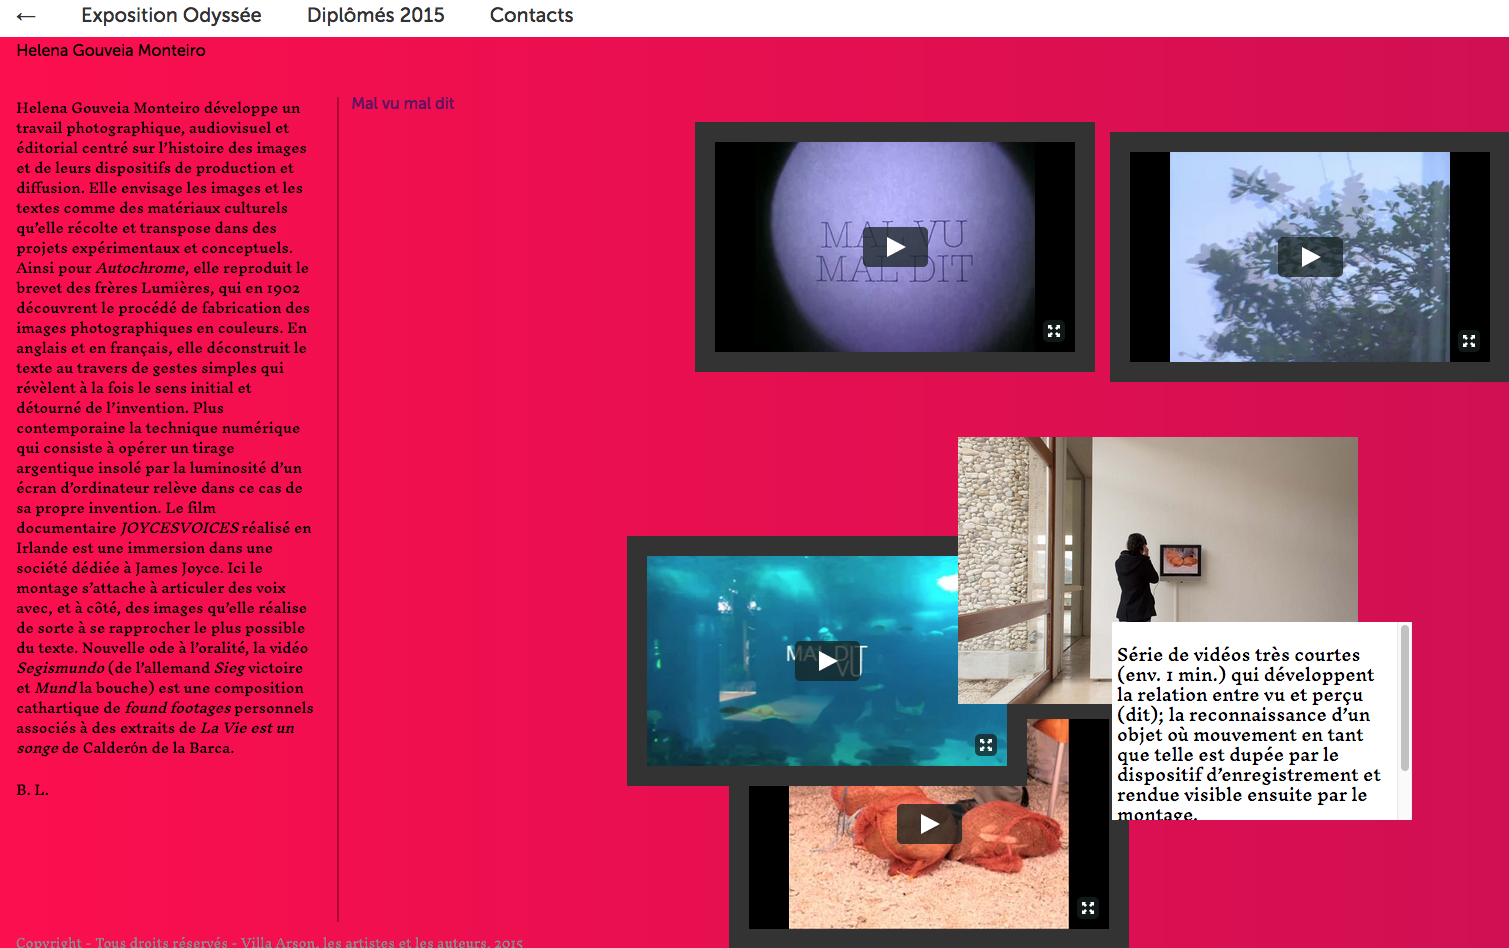 ← Exposition Odyssée Diplômés 2015 Contacts
Helena Gouveia Monteiro
Helena Gouveia Monteiro développe un
travail photographique, audiovisuel et
éditorial centré sur l'histoire des images
et de leurs dispositifs de production et
diffusion. Elle envisage les images et les
textes comme des matériaux culturels
qu'elle récolte et transpose dans des
projets expérimentaux et conceptuels.
Ainsi pour Autochrome, elle reproduit le
brevet des frères Lumières, qui en 1902
découvrent le procédé de fabrication des
images photographiques en couleurs. En
anglais et en français, elle déconstruit le
texte au travers de gestes simples qui
révèlent à la fois le sens initial et
détourné de l'invention. Plus
contemporaine la technique numérique
qui consiste à opérer un tirage
argentique insolé par la luminosité d'un
écran d'ordinateur relève dans ce cas de
sa propre invention. Le film
documentaire JOYCESVOICES réalisé en
Irlande est une immersion dans une
société dédiée à James Joyce. Ici le
montage s'attache à articuler des voix
avec, et à côté, des images qu'elle réalise
de sorte à se rapprocher le plus possible
du texte. Nouvelle ode à l'oralité, la vidéo
Segismundo (de l'allemand Sieg victoire
et Mund la bouche) est une composition
cathartique de found footages personnels
associés à des extraits de La Vie est un
songe de Calderón de la Barca.
B. L.
Mal vu mal dit
MAL VU
MAL DIT
MAL DIT
VU
Série de vidéos très courtes
(env. 1 min.) qui développent
la relation entre vu et perçu
(dit); la reconnaissance d'un
objet où mouvement en tant
que telle est dupée par le
dispositif d'enregistrement et
rendue visible ensuite par le
montage.
Copyright - Tous droits réservés - Villa Arson, les artistes et les auteurs, 2015